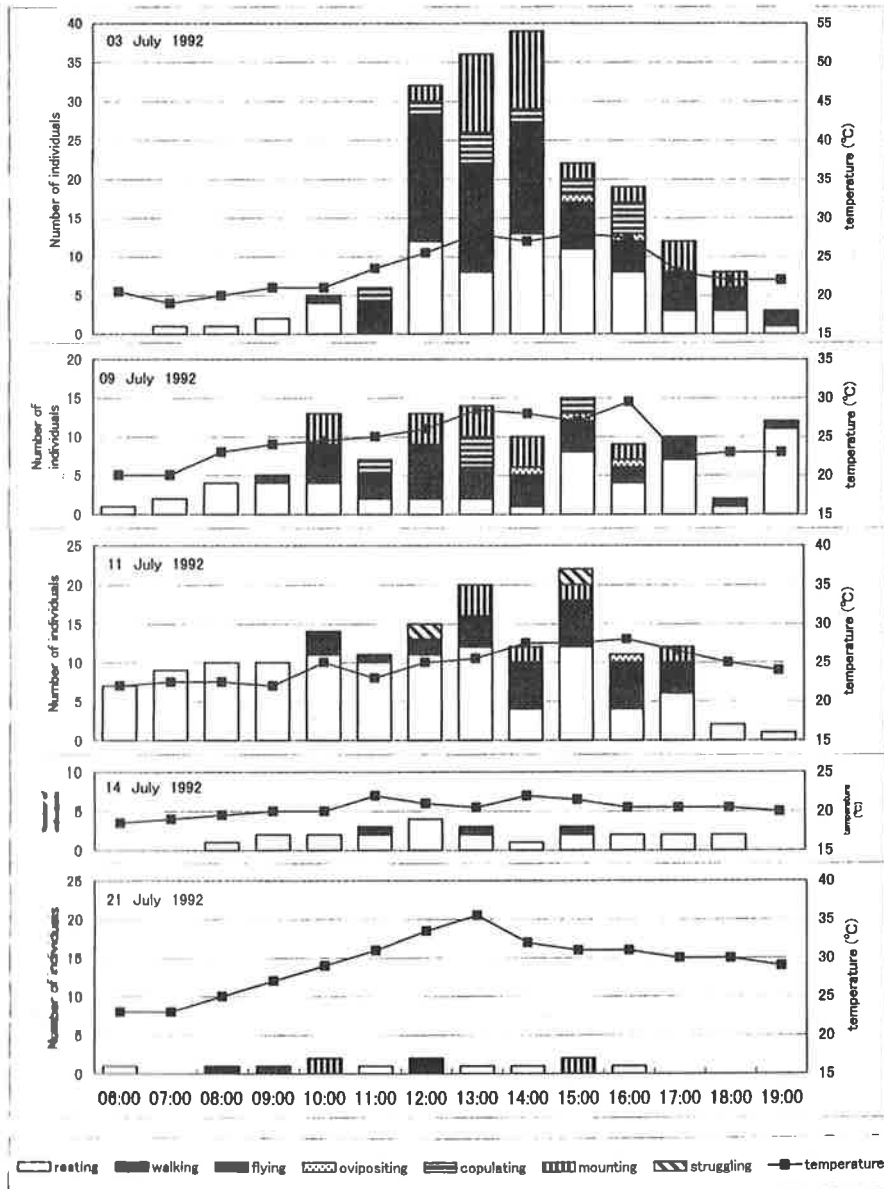 03 July 1992
Number of individuals
40
35
30
25
20
15
10
5
0
55
50
45
40
35
30
25
20
15
temperature (°C)
09 July 1992
Number of
individuals
20
15
10
5
0
35
30
25
20
15
temperature (°C)
11 July 1992
Number of individuals
25
20
15
10
5
0
40
35
30
25
20
15
temperature (°C)
14 July 1992
Number of
individuals
10
5
0
25
20
15
temperature
(°C)
21 July 1992
Number of individuals
25
20
15
10
5
0
40
35
30
25
20
15
temperature (°C)
06:00 07:00 08:00 09:00 10:00 11:00 12:00 13:00 14:00 15:00 16:00 17:00 18:00 19:00
resting walking flying ovipositing copulating mounting struggling temperature